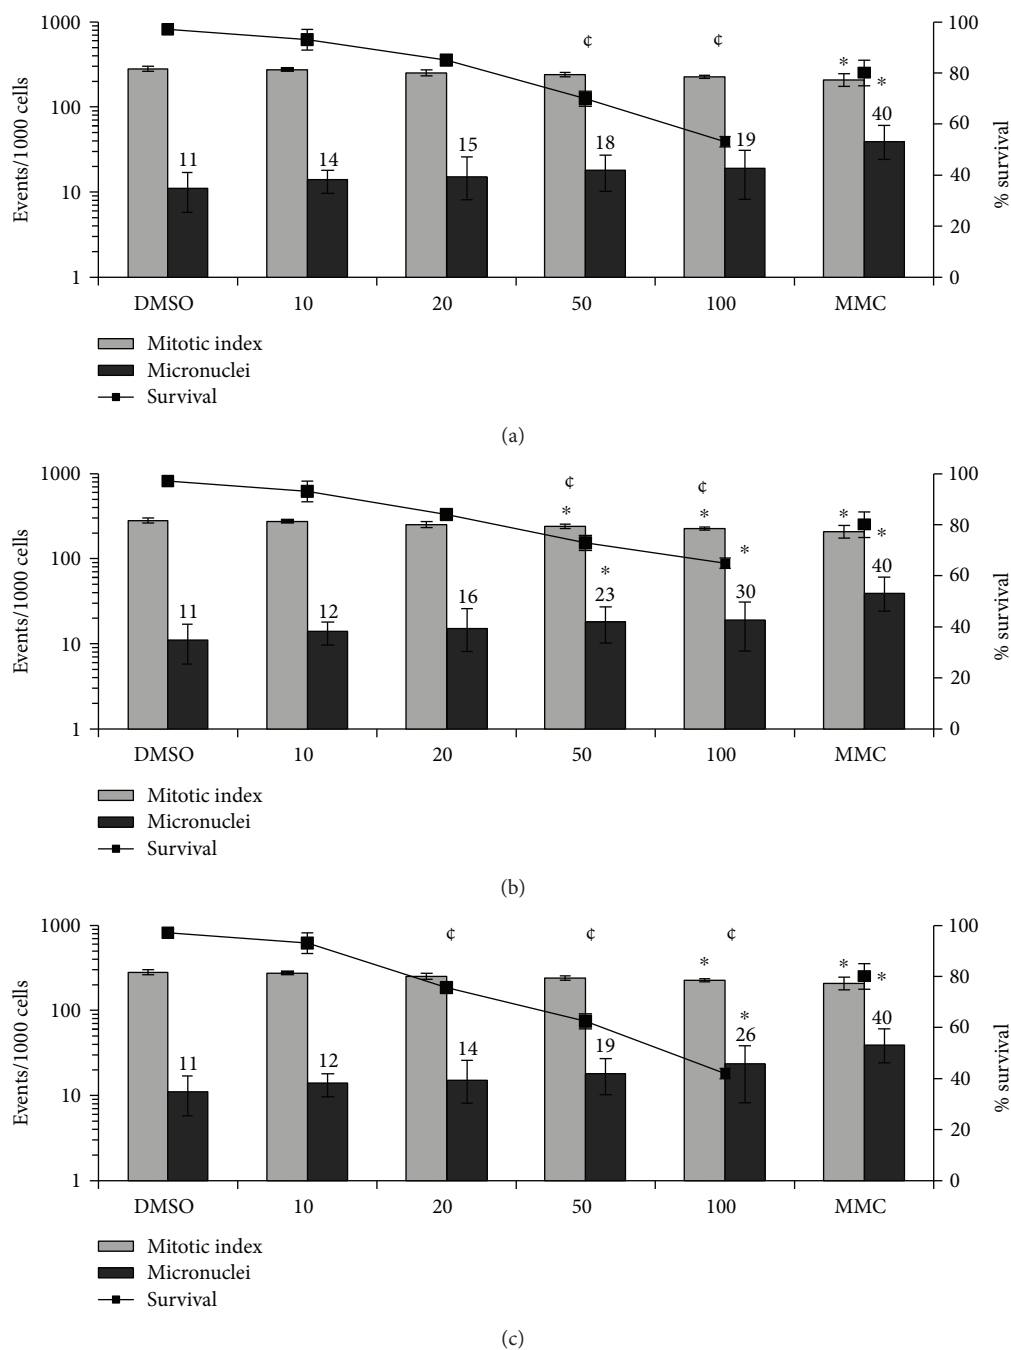 1000 100
¢ ¢
* *
80
Events/1000 cells
100 40
19
18
15 60
14
11
% survival
40
10
20
1 0
DMSO 10 20 50 100 MMC
Mitotic index
Micronuclei
Survival
(a)
1000 100
¢ ¢
* * * *
80
Events/1000 cells
* 40
100 *
23 30
16
11 12
60
% survival
40
10
20
1 0
DMSO 10 20 50 100 MMC
Mitotic index
Micronuclei
Survival
(b)
1000 100
¢ ¢ ¢
* * *
80
Events/1000 cells
100 * 40
26
19
14
12
11
60
% survival
40
10
20
1 0
DMSO 10 20 50 100 MMC
Mitotic index
Micronuclei
Survival
(c)